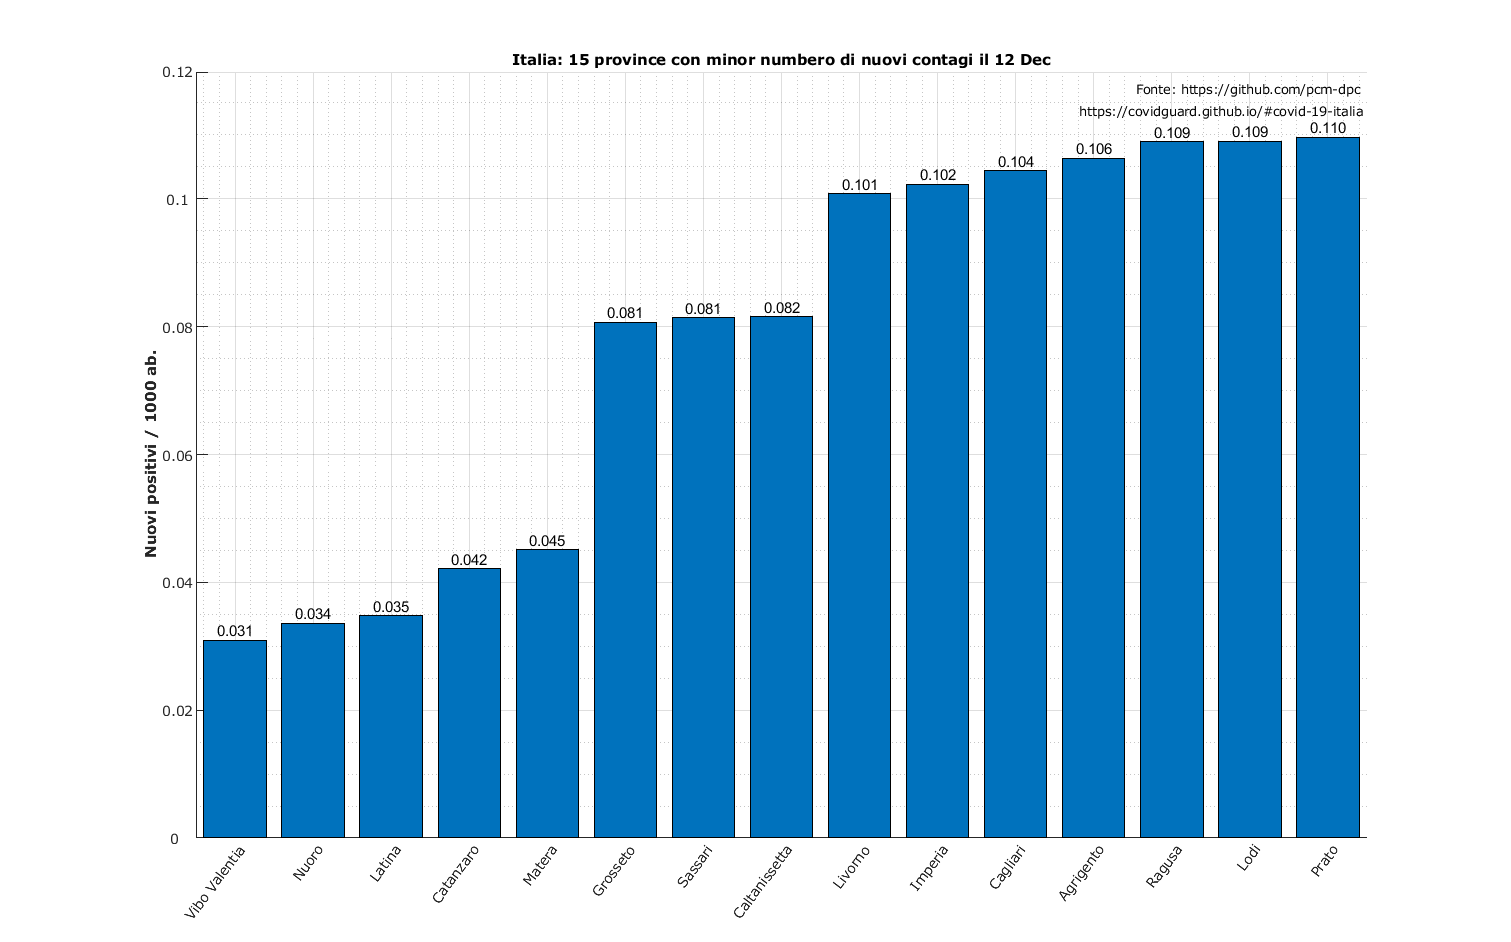 Italia: 15 province con minor numbero di nuovi contagi il 12 Dec
Fonte: https://github.com/pcm-dpc
https://covidguard.github.io/#covid-19-italia
Nuovi positivi / 1000 ab.
0.12
0.1
0.08
0.06
0.04
0.02
0
0.031
0.034
0.035
0.042
0.045
0.081
0.081
0.082
0.101
0.102
0.104
0.106
0.109
0.109
0.110
Vibo Valentia
Nuoro
Latina
Catanzaro
Matera
Grosseto
Sassari
Caltanissetta
Livorno
Imperia
Cagliari
Agrigento
Ragusa
Lodi
Prato